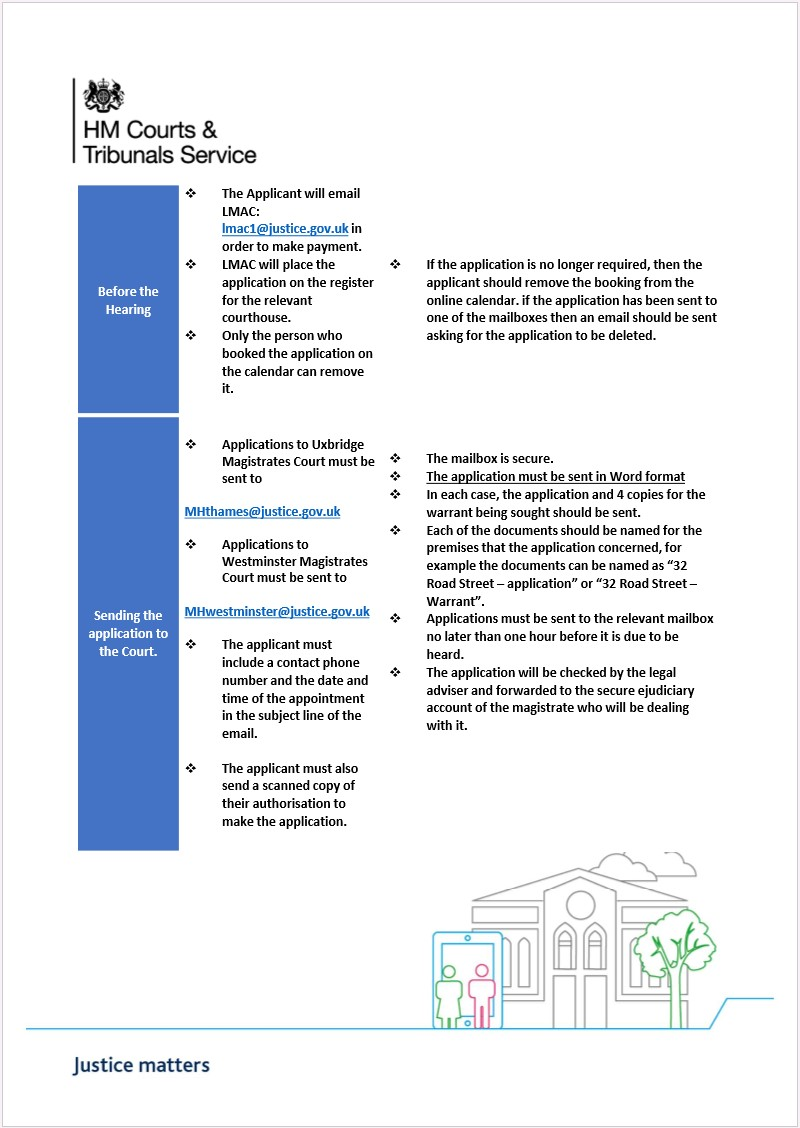 HM Courts &
Tribunals Service
Before the
Hearing
❖ The Applicant will email
LMAC:
lmac1@justice.gov.uk in
order to make payment.
❖ LMAC will place the
application on the register
for the relevant
courthouse.
❖ Only the person who
booked the application on
the calendar can remove
it.
❖ If the application is no longer required, then the
applicant should remove the booking from the
online calendar. if the application has been sent to
one of the mailboxes then an email should be sent
asking for the application to be deleted.
Sending the
application to
the Court.
❖ Applications to Uxbridge
Magistrates Court must be
sent to
MHthames@justice.gov.uk
❖ Applications to
Westminster Magistrates
Court must be sent to
MHwestminster@justice.gov.uk
❖ The applicant must
include a contact phone
number and the date and
time of the appointment
in the subject line of the
email.
❖ The applicant must also
send a scanned copy of
their authorisation to
make the application.
❖ The mailbox is secure.
❖ The application must be sent in Word format
❖ In each case, the application and 4 copies for the
warrant being sought should be sent.
❖ Each of the documents should be named for the
premises that the application concerned, for
example the documents can be named as “32
Road Street – application” or “32 Road Street –
Warrant”.
❖ Applications must be sent to the relevant mailbox
no later than one hour before it is due to be
heard.
❖ The application will be checked by the legal
adviser and forwarded to the secure ejudiciary
account of the magistrate who will be dealing
with it.
Justice matters